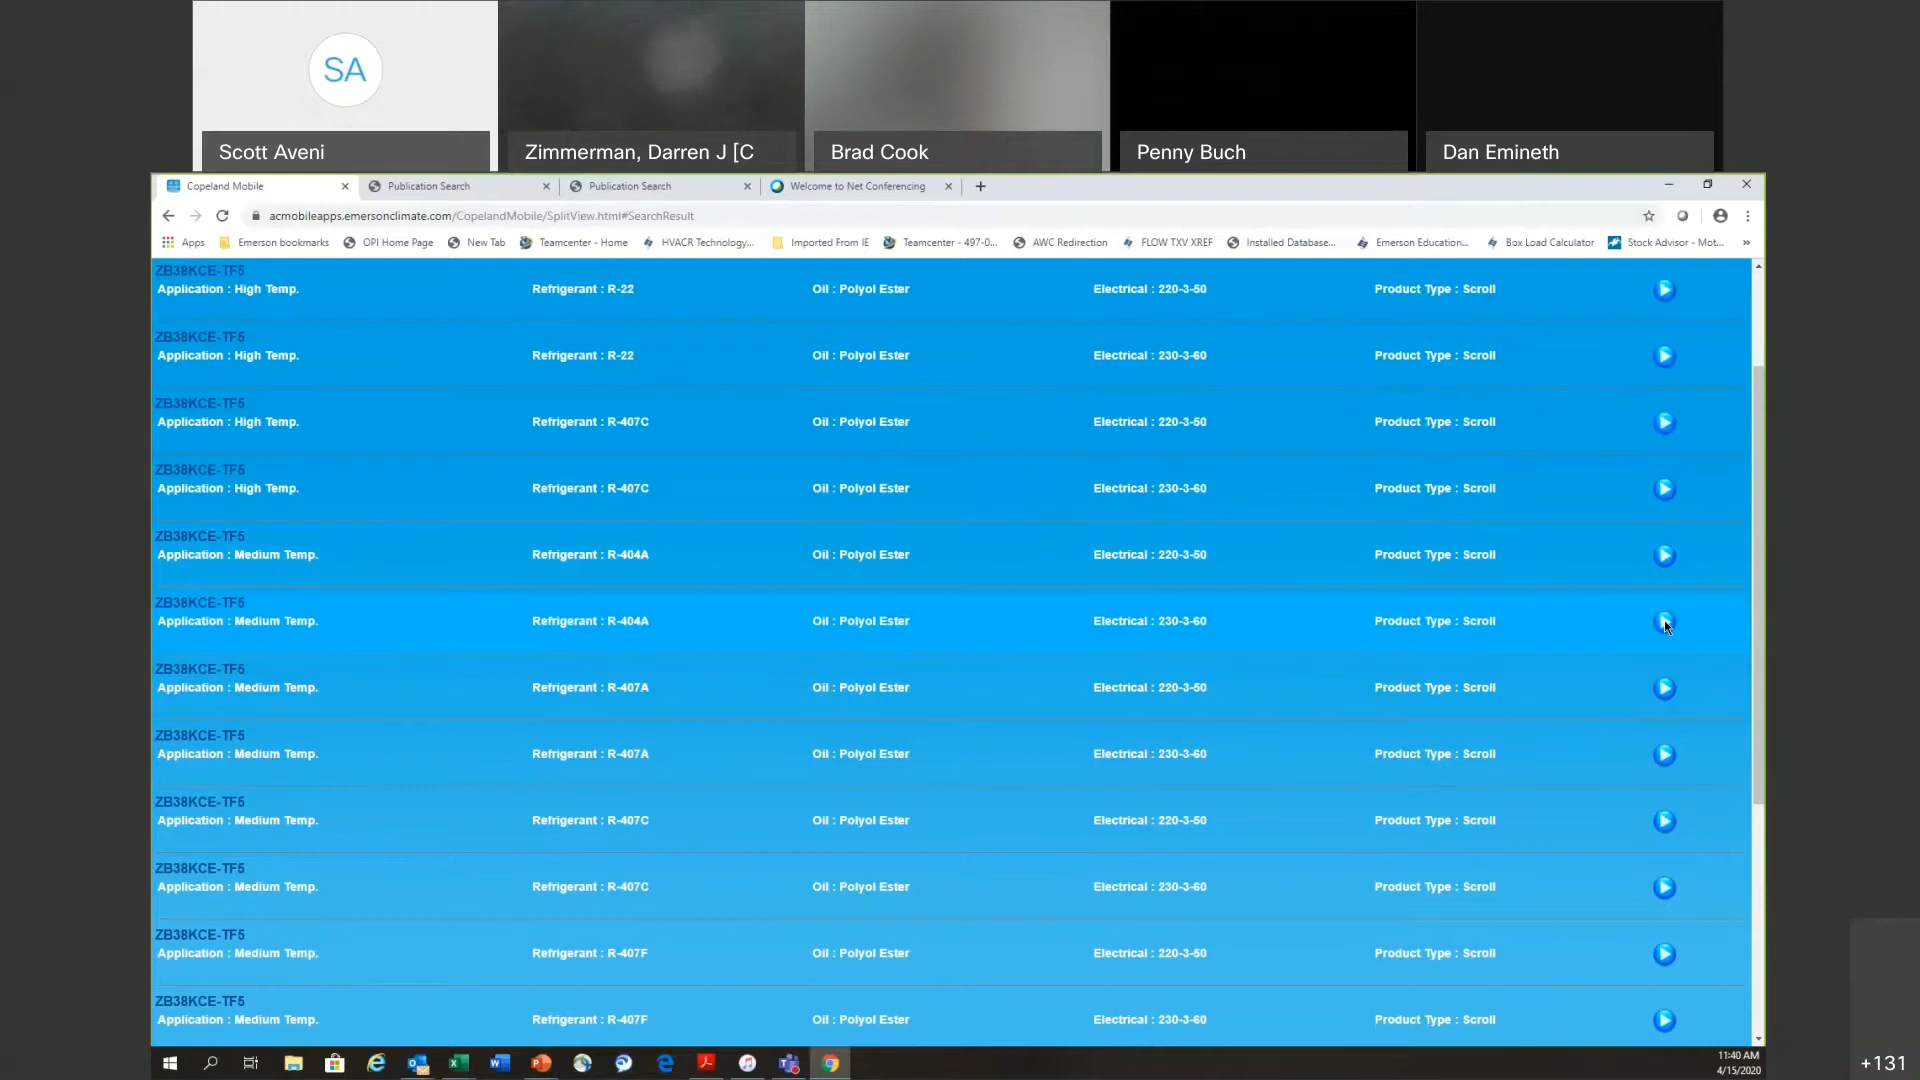 SA
Scott Aveni
Zimmerman, Darren J [C
Brad Cook
Penny Buch
Dan Emineth
Copeland Mobile
Publication Search
Publication Search
Welcome to Net Conferencing
acmobileapps.emersonclimate.com/CopelandMobile/SplitView.html#SearchResult
Apps Emerson bookmarks OPI Home Page New Tab Teamcenter - Home HVACR Technology... Imported From IE Teamcenter - 497-0... AWC Redirection FLOW TXV XREF Installed Database... Emerson Education... Box Load Calculator Stock Advisor - Mot... »
ZB38KCE-TF5
Application : High Temp. Refrigerant : R-22 Oil : Polyol Ester Electrical : 220-3-50 Product Type : Scroll
ZB38KCE-TF5
Application : High Temp. Refrigerant : R-22 Oil : Polyol Ester Electrical : 230-3-60 Product Type : Scroll
ZB38KCE-TF5
Application : High Temp. Refrigerant : R-407C Oil : Polyol Ester Electrical : 220-3-50 Product Type : Scroll
ZB38KCE-TF5
Application : High Temp. Refrigerant : R-407C Oil : Polyol Ester Electrical : 230-3-60 Product Type : Scroll
ZB38KCE-TF5
Application : Medium Temp. Refrigerant : R-404A Oil : Polyol Ester Electrical : 220-3-50 Product Type : Scroll
ZB38KCE-TF5
Application : Medium Temp. Refrigerant : R-404A Oil : Polyol Ester Electrical : 230-3-60 Product Type : Scroll
ZB38KCE-TF5
Application : Medium Temp. Refrigerant : R-407A Oil : Polyol Ester Electrical : 220-3-50 Product Type : Scroll
ZB38KCE-TF5
Application : Medium Temp. Refrigerant : R-407A Oil : Polyol Ester Electrical : 230-3-60 Product Type : Scroll
ZB38KCE-TF5
Application : Medium Temp. Refrigerant : R-407C Oil : Polyol Ester Electrical : 220-3-50 Product Type : Scroll
ZB38KCE-TF5
Application : Medium Temp. Refrigerant : R-407C Oil : Polyol Ester Electrical : 230-3-60 Product Type : Scroll
ZB38KCE-TF5
Application : Medium Temp. Refrigerant : R-407F Oil : Polyol Ester Electrical : 220-3-50 Product Type : Scroll
ZB38KCE-TF5
Application : Medium Temp. Refrigerant : R-407F Oil : Polyol Ester Electrical : 230-3-60 Product Type : Scroll
11:40 AM
4/15/2020
+131